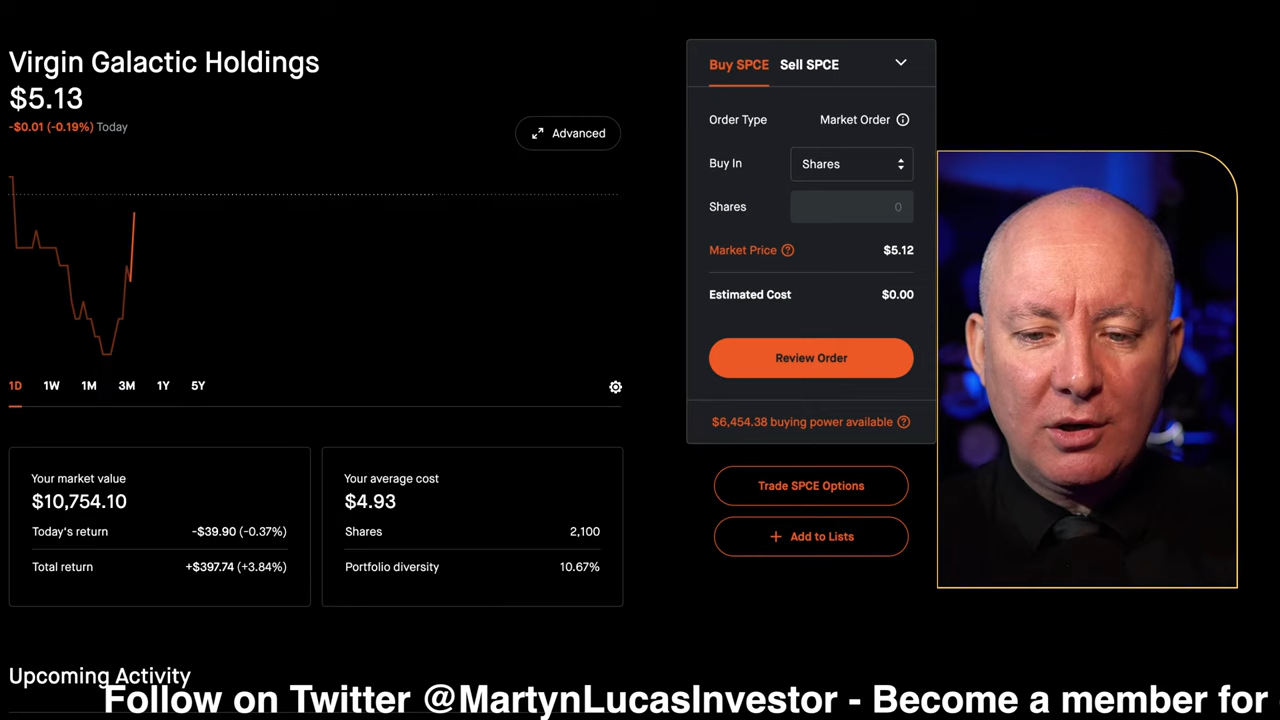 Virgin Galactic Holdings
$5.13
-$0.01 (-0.19%) Today
Advanced
1D 1W 1M 3M 1Y 5Y
Your market value
$10,754.10
Today's return -$39.90 (-0.37%)
Total return +$397.74 (+3.84%)
Your average cost
$4.93
Shares 2,100
Portfolio diversity 10.67%
Upcoming Activity
Buy SPCE Sell SPCE
Order Type Market Order
Buy In Shares
Shares 0
Market Price $5.12
Estimated Cost $0.00
Review Order
$6,454.38 buying power available
Trade SPCE Options
+ Add to Lists
Follow on Twitter @MartynLucasInvestor - Become a member for